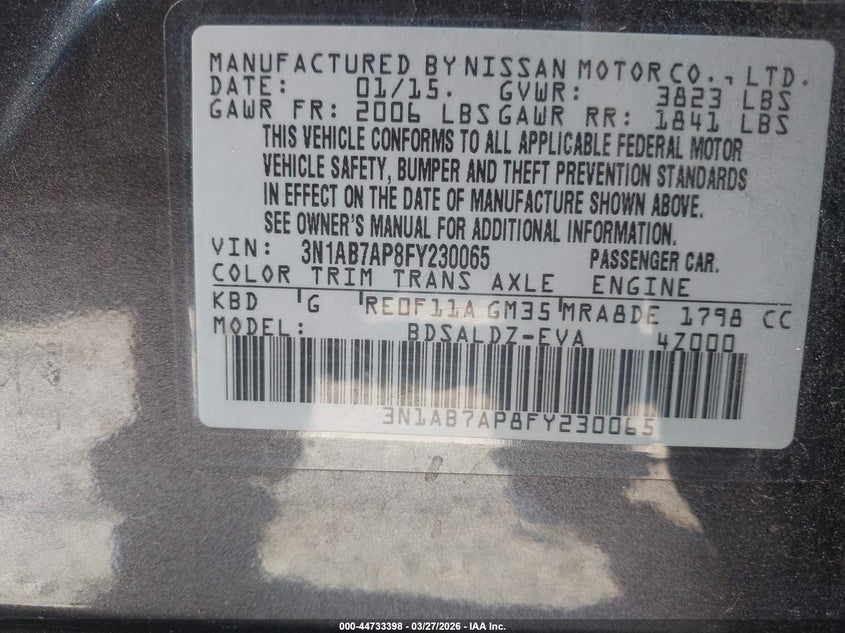 MANUFACTURED BY NISSAN MOTOR CO., LTD.
DATE: 01/15. GVWR: 3823 LBS
GAWR FR: 2006 LBS GAWR RR: 1841 LBS
THIS VEHICLE CONFORMS TO ALL APPLICABLE FEDERAL MOTOR
VEHICLE SAFETY, BUMPER AND THEFT PREVENTION STANDARDS
IN EFFECT ON THE DATE OF MANUFACTURE SHOWN ABOVE.
SEE OWNER'S MANUAL FOR ADDITIONAL INFORMATION.
VIN: 3N1AB7AP8FY230065 PASSENGER CAR.
COLOR TRIM TRANS AXLE ENGINE
KBD G RE0F11A GM35 MRA8DE 1798 CC
MODEL: BDSALDZ-EVA 4Z000
3N1AB7AP8FY230065
000-44733398 - 03/27/2026 - IAA Inc.